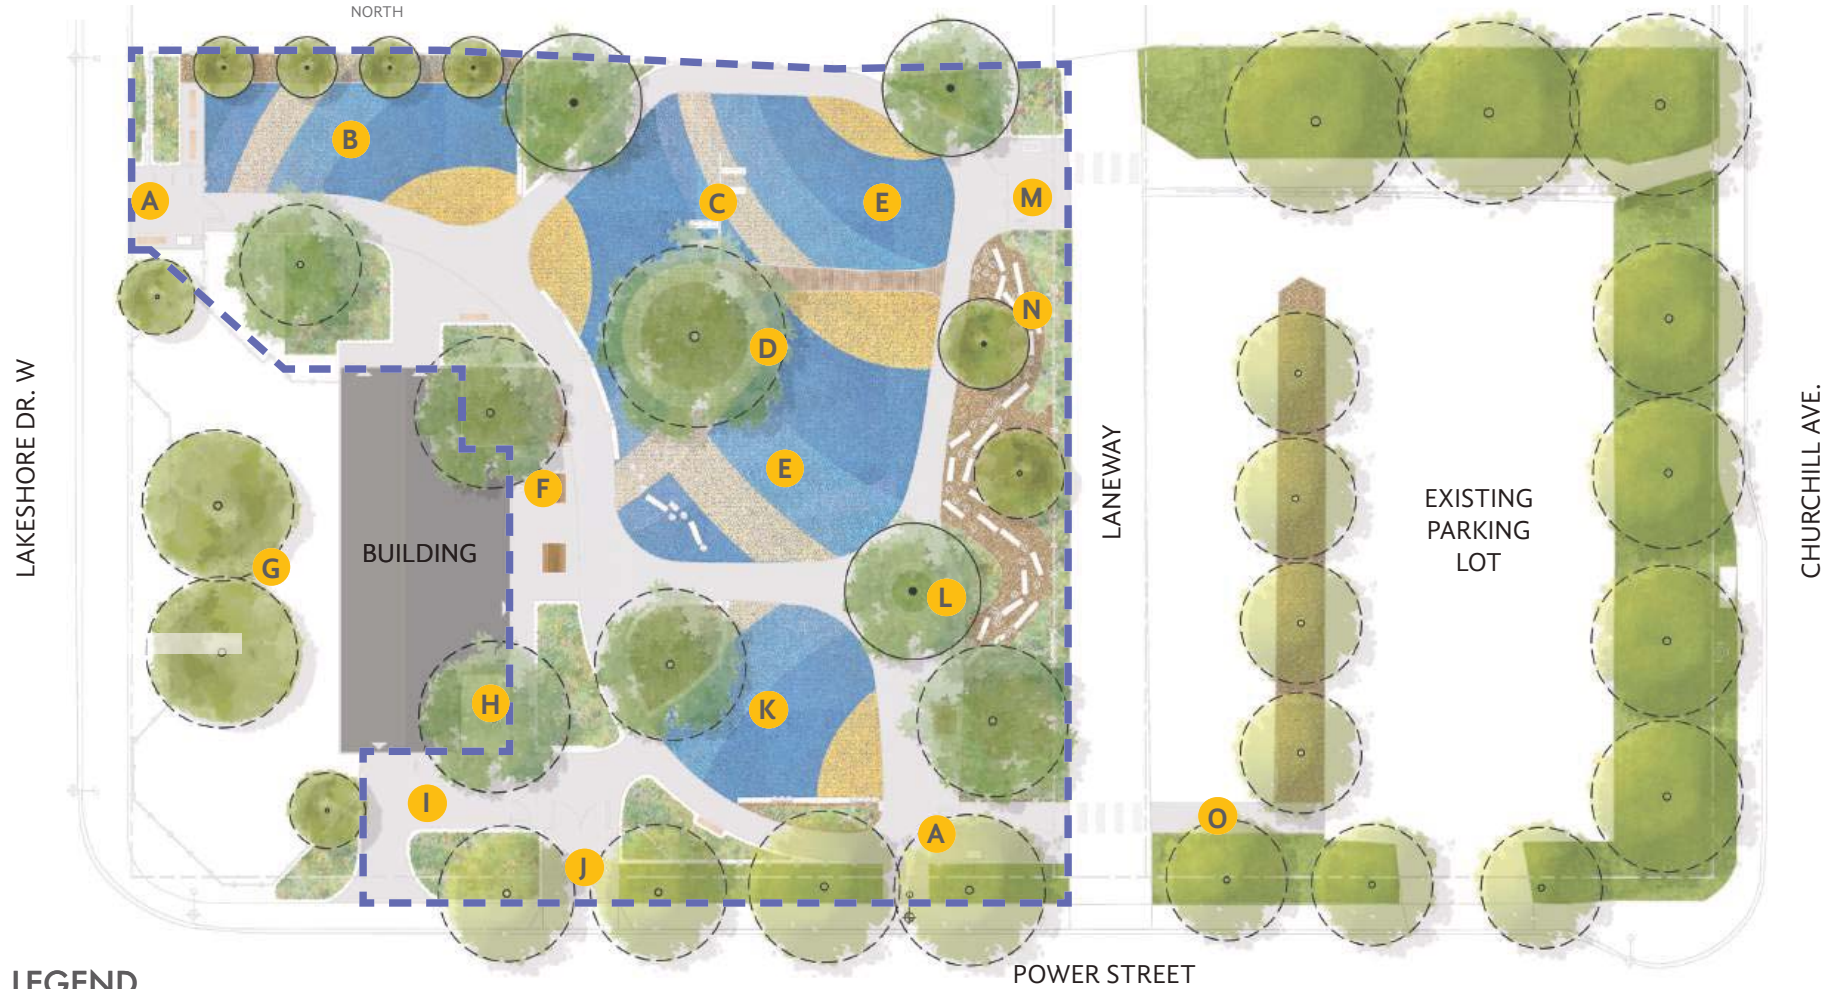 NORTH
B
A
C
E
M
N
D
LAKESHORE DR. W
CHURCHILL AVE.
LANEWAY
E
F
EXISTING
PARKING
LOT
BUILDING
G
L
H
K
I
O
A
J
POWER STREET
LEGEND